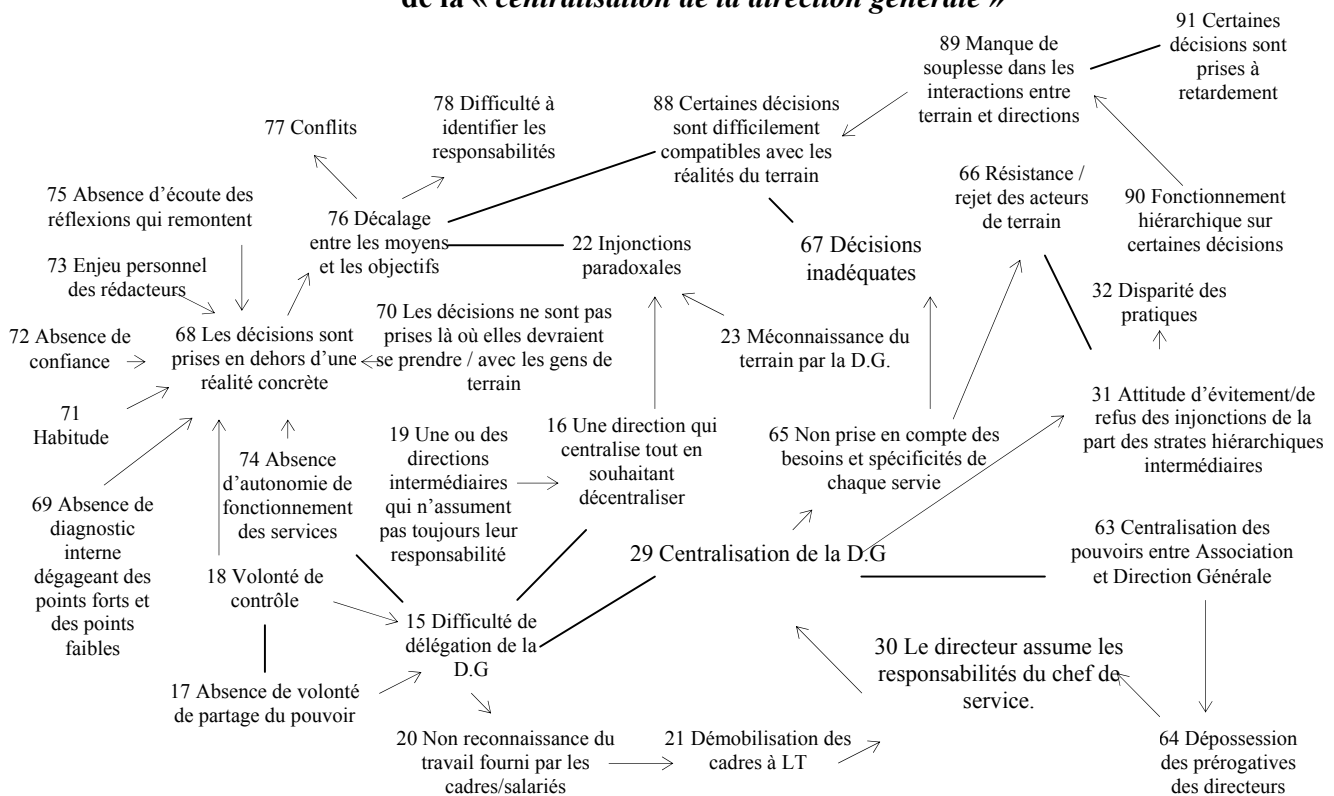 de la « centralisation de la direction générale »
91 Certaines
décisions sont
prises à
retardement
89 Manque de
souplesse dans les
interactions entre
terrain et directions
78 Difficulté à
identifier les
responsabilités
88 Certaines décisions
sont difficilement
compatibles avec les
réalités du terrain
77 Conflits
66 Résistance /
rejet des acteurs
de terrain
90 Fonctionnement
hiérarchique sur
certaines décisions
75 Absence d'écoute des
réflexions qui remontent
76 Décalage
entre les moyens
et les objectifs
22 Injonctions
paradoxales
67 Décisions
inadéquates
73 Enjeu personnel
des rédacteurs
32 Disparité des
pratiques
72 Absence de
confiance
68 Les décisions sont
prises en dehors d'une
réalité concrète
70 Les décisions ne sont pas
prises là où elles devraient
se prendre / avec les gens de
terrain
23 Méconnaissance du
terrain par la D.G.
71
Habitude
31 Attitude d'évitement/de
refus des injonctions de la
part des strates hiérarchiques
intermédiaires
74 Absence
d'autonomie de
fonctionnement
des services
19 Une ou des
directions
intermédiaires
qui n'assument
pas toujours leur
responsabilité
16 Une direction qui
centralise tout en
souhaitant
décentraliser
65 Non prise en compte des
besoins et spécificités de
chaque servie
69 Absence de
diagnostic
interne
dégageant des
points forts et
des points
faibles
29 Centralisation de la D.G
63 Centralisation des
pouvoirs entre Association
et Direction Générale
18 Volonté de
contrôle
15 Difficulté de
délégation de la
D.G
30 Le directeur assume les
responsabilités du chef de
service.
17 Absence de volonté
de partage du pouvoir
20 Non reconnaissance du
travail fourni par les
cadres/salariés
21 Démobilisation des
cadres à LT
64 Dépossession
des prérogatives
des directeurs